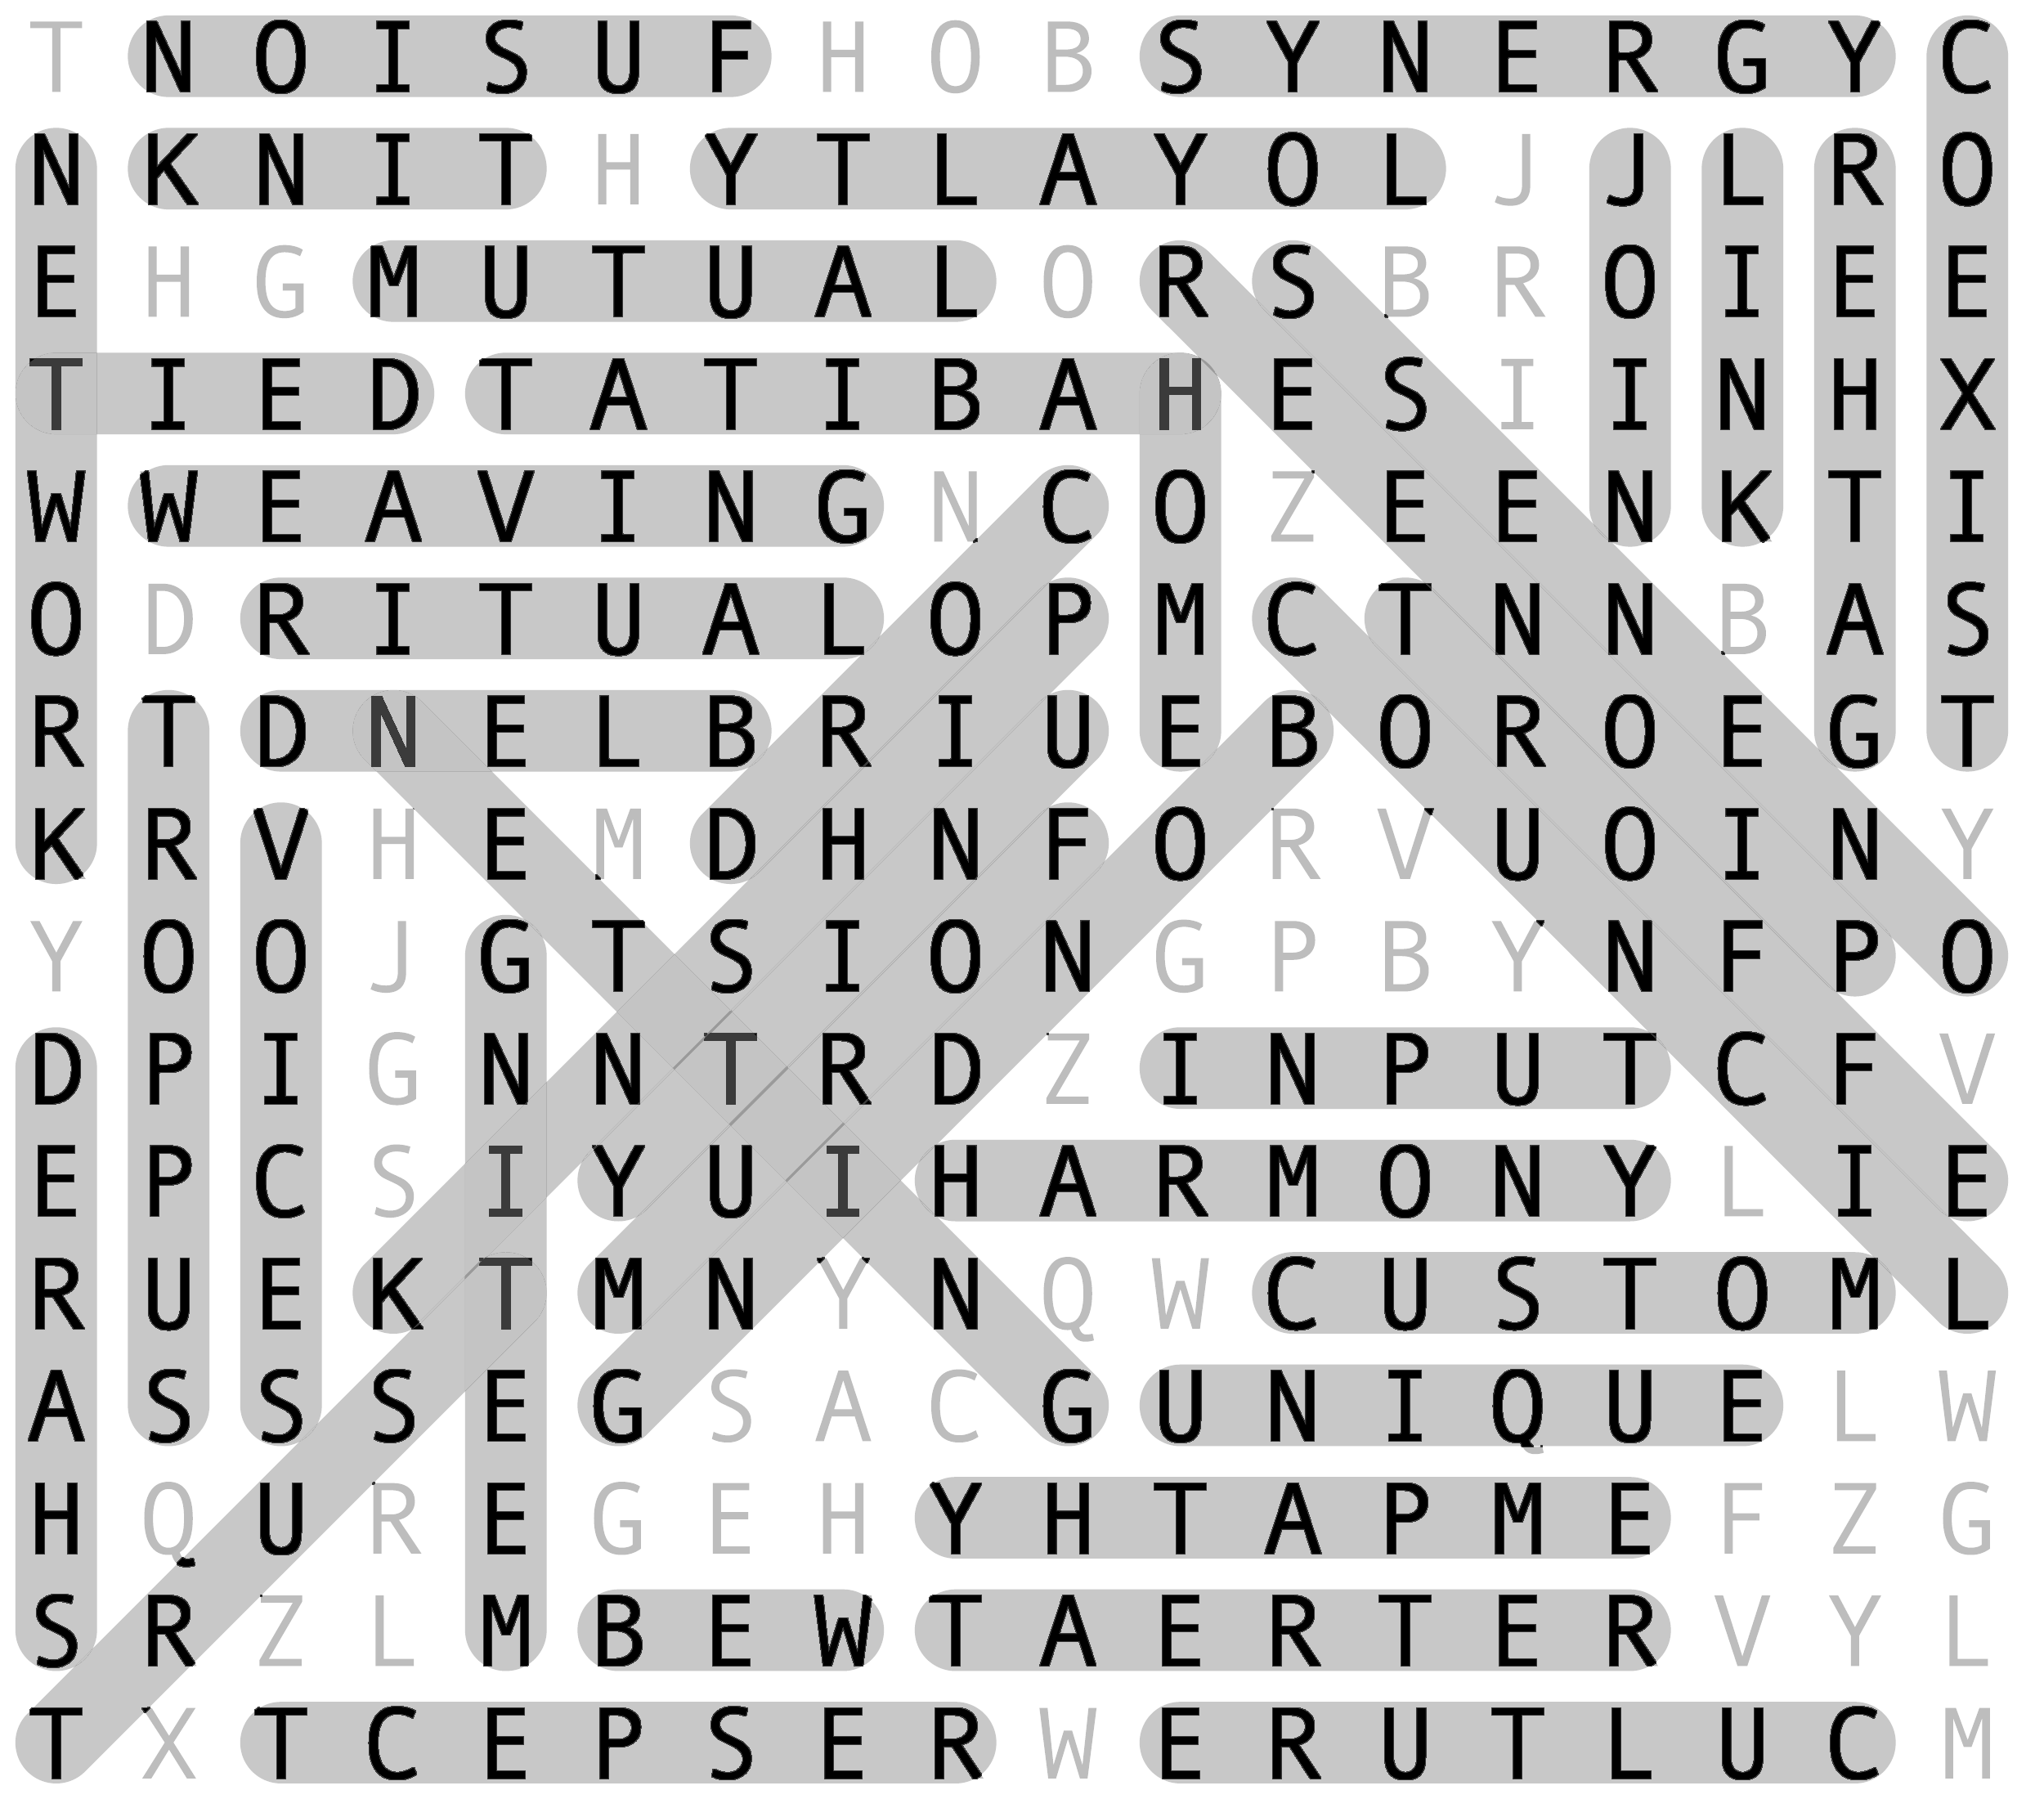 T N O I S U F H O B S Y N E R G Y C
N K N I T H Y T L A Y O L J J L R O
E H G M U T U A L O R S B R O I E E
T I E D T A T I B A H E S I I N H X
W W E A V I N G N C O Z E E N K T I
O D R I T U A L O P M C T N N B A S
R T D N E L B R I U E B O R O E G T
K R V H E M D H N F O R V U O I N Y
Y O O J G T S I O N G P B Y N F P O
D P I G N N T R D Z I N P U T C F V
E P C S I Y U I H A R M O N Y L I E
R U E K T M N Y N Q W C U S T O M L
A S S S E G S A C G U N I Q U E L W
H Q U R E G E H Y H T A P M E F Z G
S R Z L M B E W T A E R T E R V Y L
T X T C E P S E R W E R U T L U C M